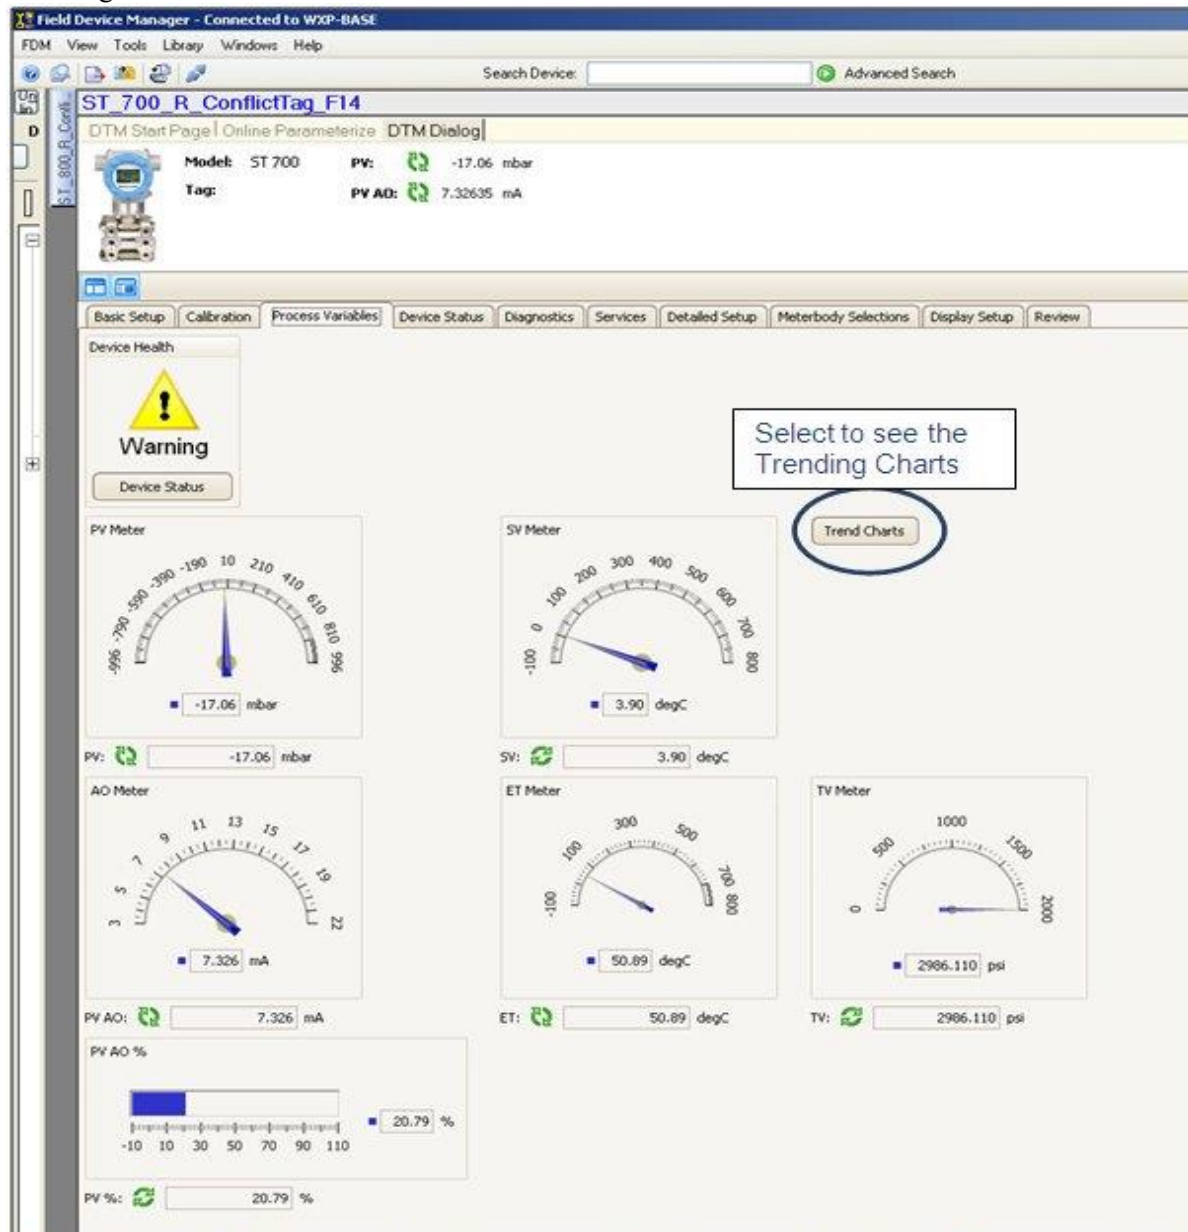 Field Device Manager - Connected to WXP-BASE
FDM View Tools Library Windows Help
Search Device: Advanced Search
ST_700_R_ConflictTag_F14
ST_800_R_Confli...
DTM Start Page Online Parameterize DTM Dialog
Model: ST 700 PV: -17.06 mbar
Tag: PV AO: 7.32635 mA
Basic Setup Calibration Process Variables Device Status Diagnostics Services Detailed Setup Meterbody Selections Display Setup Review
Device Health
Warning
Device Status
Select to see the
Trending Charts
Trend Charts
PV Meter
-996 -790 -590 -390 -190 10 210 410 610 810 996
-17.06 mbar
PV: -17.06 mbar
SV Meter
-100 0 100 200 300 400 500 600 700 800
3.90 degC
SV: 3.90 degC
AO Meter
3 5 7 9 11 13 15 17 19 22
7.326 mA
PV AO: 7.326 mA
ET Meter
-100 100 300 500 700 800
50.89 degC
ET: 50.89 degC
TV Meter
0 500 1000 1500 2000
2986.110 psi
TV: 2986.110 psi
PV AO %
-10 10 30 50 70 90 110
20.79 %
PV %: 20.79 %